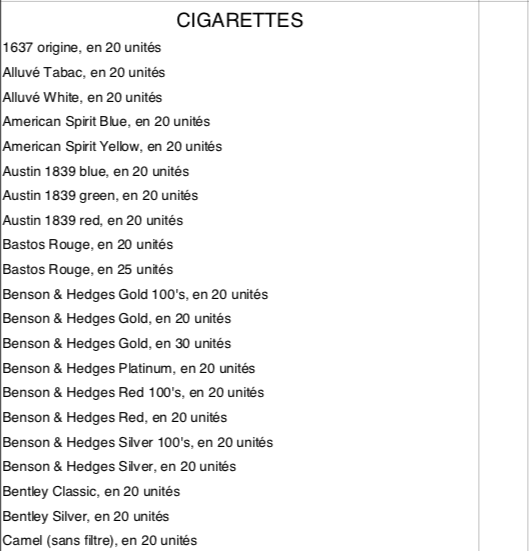 CIGARETTES
1637 origine, en 20 unités
Alluvé Tabac, en 20 unités
Alluvé White, en 20 unités
American Spirit Blue, en 20 unités
American Spirit Yellow, en 20 unités
Austin 1839 blue, en 20 unités
Austin 1839 green, en 20 unités
Austin 1839 red, en 20 unités
Bastos Rouge, en 20 unités
Bastos Rouge, en 25 unités
Benson & Hedges Gold 100's, en 20 unités
Benson & Hedges Gold, en 20 unités
Benson & Hedges Gold, en 30 unités
Benson & Hedges Platinum, en 20 unités
Benson & Hedges Red 100's, en 20 unités
Benson & Hedges Red, en 20 unités
Benson & Hedges Silver 100's, en 20 unités
Benson & Hedges Silver, en 20 unités
Bentley Classic, en 20 unités
Bentley Silver, en 20 unités
Camel (sans filtre), en 20 unités